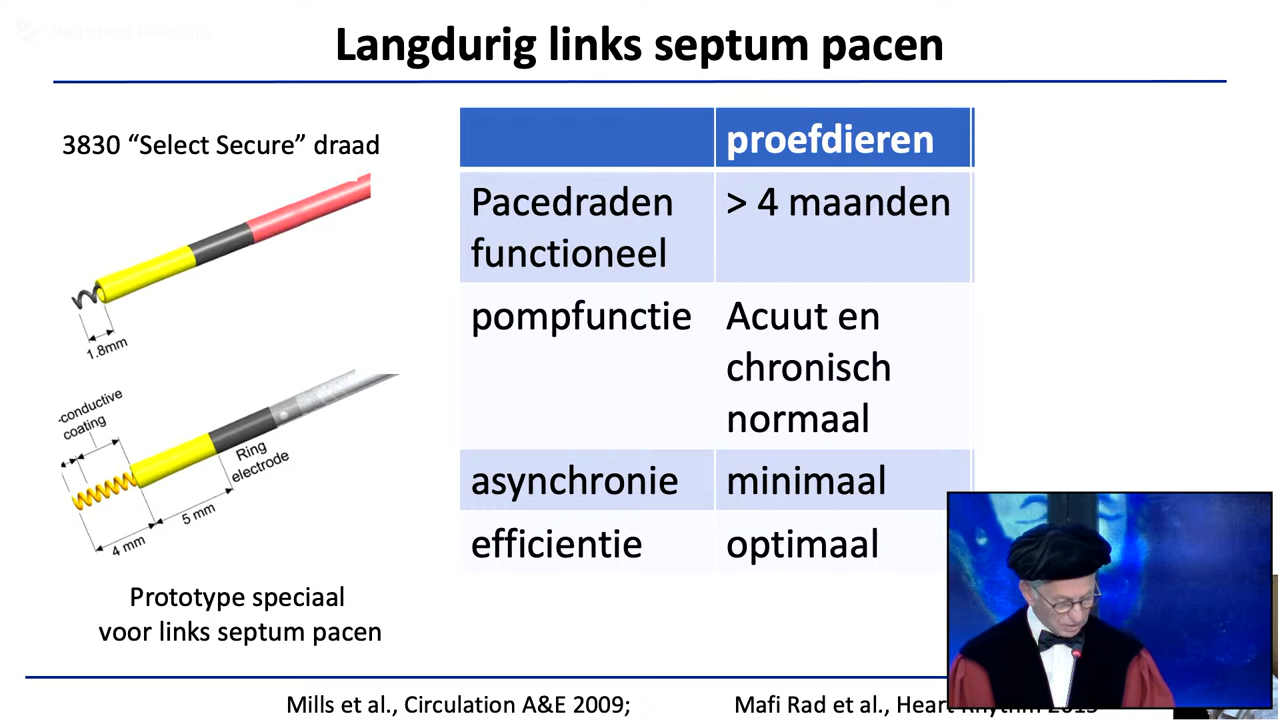 Langdurig links septum pacen
3830 “Select Secure” draad
1.8mm
-conductive
coating
Ring
electrode
5 mm
4 mm
Prototype speciaal
voor links septum pacen
proefdieren
Pacedraden
functioneel
> 4 maanden
pompfunctie
Acuut en
chronisch
normaal
asynchronie
minimaal
efficientie
optimaal
Mills et al., Circulation A&E 2009;
Mafi Rad et al., Heart Rhythm